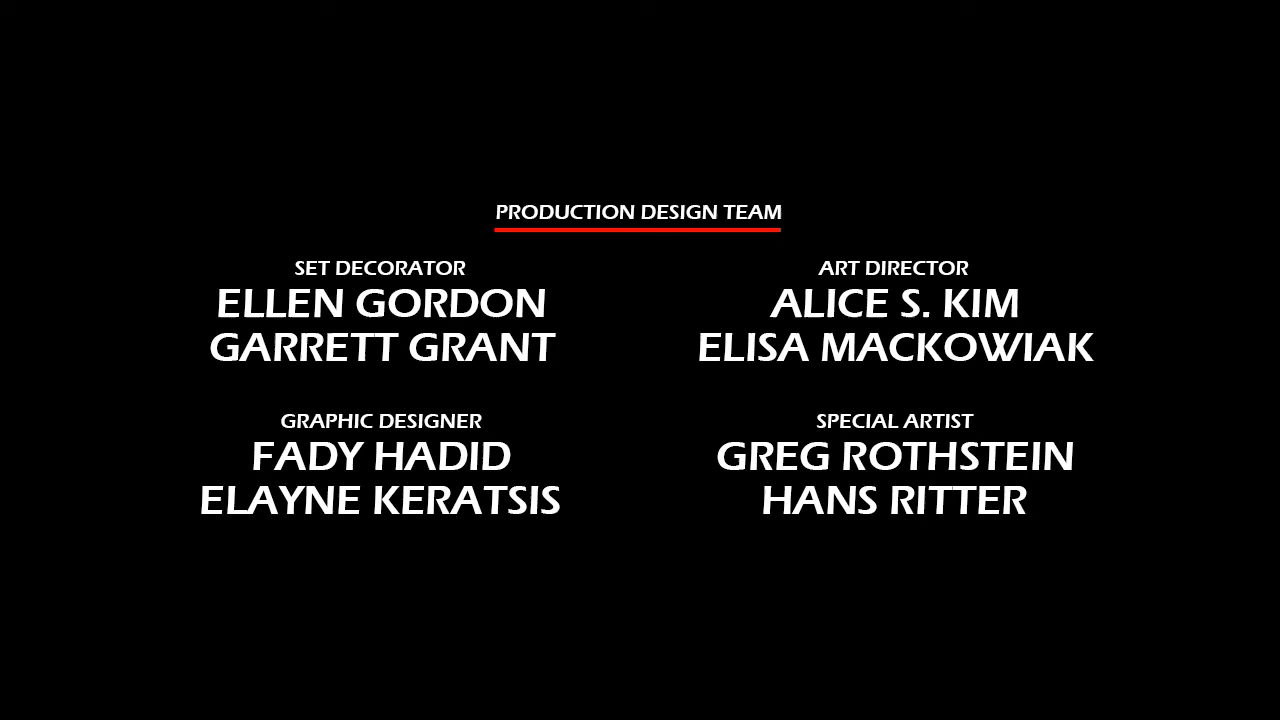 PRODUCTION DESIGN TEAM
SET DECORATOR
ELLEN GORDON
GARRETT GRANT
ART DIRECTOR
ALICE S. KIM
ELISA MACKOWIAK
GRAPHIC DESIGNER
FADY HADID
ELAYNE KERATSIS
SPECIAL ARTIST
GREG ROTHSTEIN
HANS RITTER